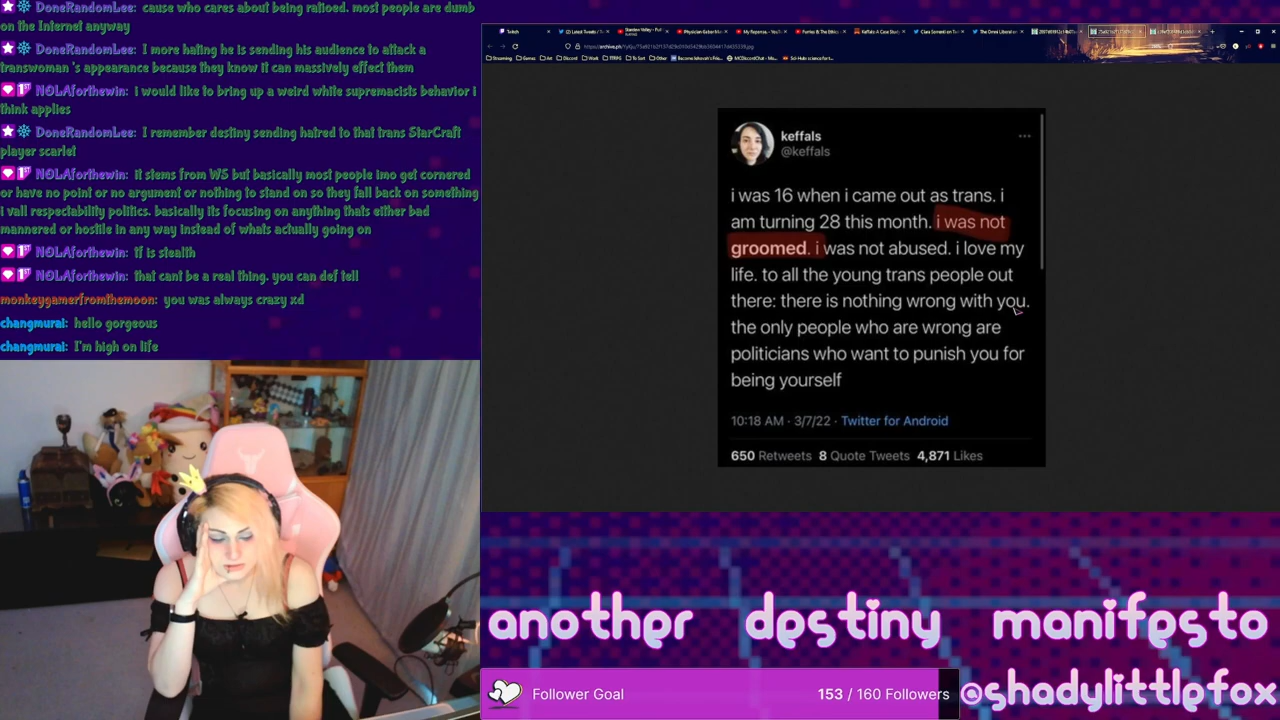 DoneRandomLee: cause who cares about being ratioed. most people are dumb
on the Internet anyway
DoneRandomLee: I more hating he is sending his audience to attack a
transwoman's appearance because they know it can massively effect them
NOLAforthewin: i would like to bring up a weird while supremacists behavior i
think applies
DoneRandomLee: I remember destiny sending hatred to that trans StarCraft
player scarlet
NOLAforthewin: it stems from WS but basically most people imo get cornered
or have no point or no argument or nothing to stand on so they fall back on something
i vall respectability politics. basically its focusing on anything thats either bad
mannered or hostile in any way instead of whats actually going on
NOLAforthewin: tf is stealth
NOLAforthewin: that cant be a real thing. you can def tell
monkeygamerfromthemoon: you was always crazy xd
changmurai: hello gorgeous
changmurai: I'm high on life
Twitch
keffals
@keffals
i was 16 when i came out as trans. i
am turning 28 this month. i was not
groomed. i was not abused. i love my
life. to all the young trans people out
there: there is nothing wrong with you.
the only people who are wrong are
politicians who want to punish you for
being yourself
10:18 AM · 3/7/22 · Twitter for Android
650 Retweets 8 Quote Tweets 4,871 Likes
another destiny manifesto
Follower Goal 153 / 160 Followers
@shadylittlefox